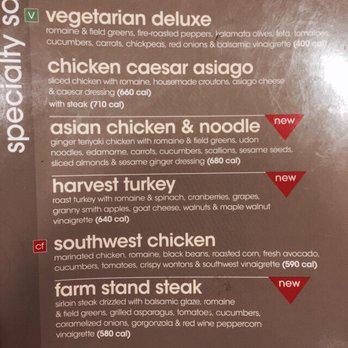 specialty sa
V
vegetarian deluxe
romaine & field greens, fire-roasted peppers, kalamata olives, feta, tomatoes,
cucumbers, carrots, chickpeas, red onions & balsamic vinaigrette (400 cal)
chicken caesar asiago
sliced chicken with romaine, housemade croutons, asiago cheese
& caesar dressing (660 cal)
with steak (710 cal)
new
asian chicken & noodle
ginger teriyaki chicken with romaine & field greens, udon
noodles, edamame, carrots, cucumbers, scallions, sesame seeds,
sliced almonds & sesame ginger dressing (680 cal)
new
harvest turkey
roast turkey with romaine & spinach, cranberries, grapes,
granny smith apples, goat cheese, walnuts & maple walnut
vinaigrette (640 cal)
cf
southwest chicken
marinated chicken, romaine, black beans, roasted corn, fresh avocado,
cucumbers, tomatoes, crispy wontons & southwest vinaigrette (590 cal)
new
farm stand steak
sirloin steak drizzled with balsamic glaze, romaine
& field greens, grilled asparagus, tomatoes, cucumbers,
caramelized onions, gorgonzola & red wine peppercorn
vinaigrette (580 cal)